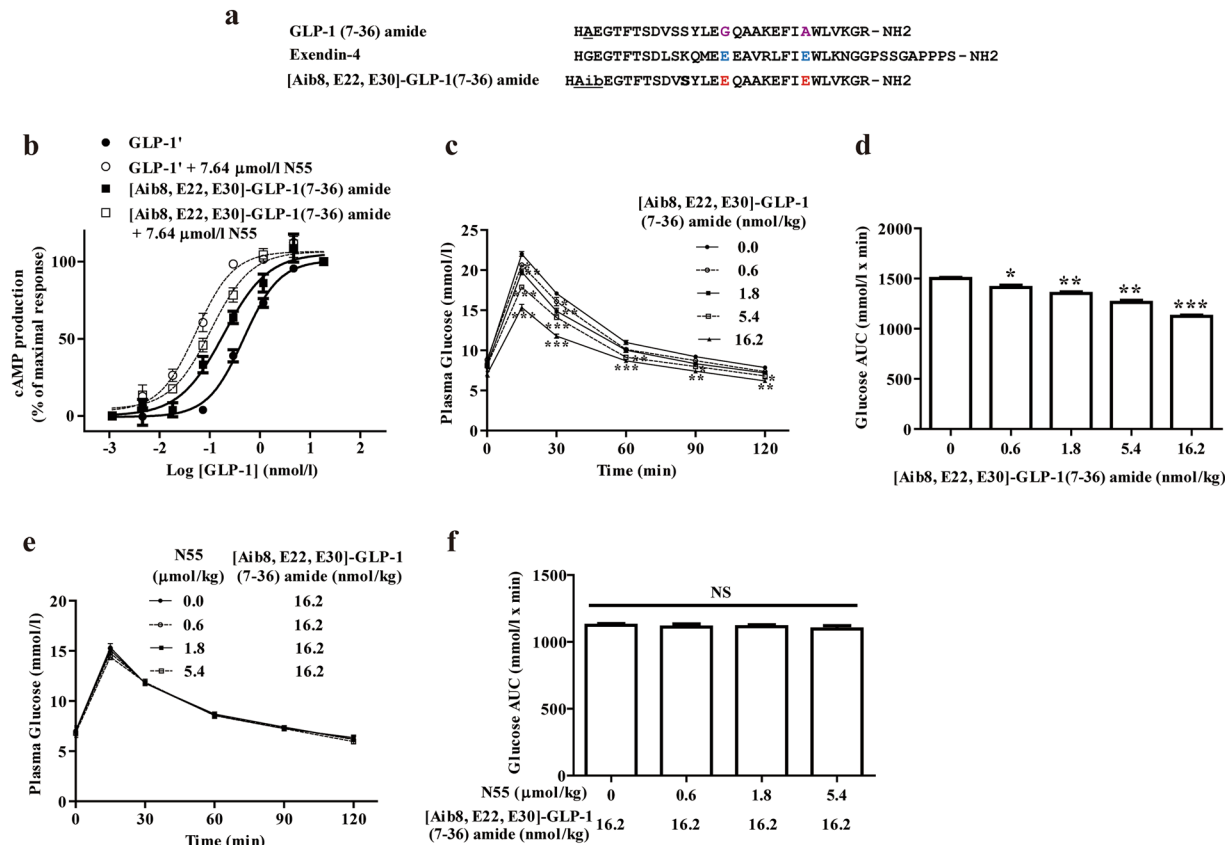 a
GLP-1 (7-36) amide HAEGTFTSDVSSYLEGQAAKEFIAWLVKGR-NH2
Exendin-4 HGEGTFTSDLSKQMEEEAVRLFIEWLKNGGPSSGAPPPS-NH2
[Aib8, E22, E30]-GLP-1(7-36) amide HAibEGTFTSDVSSYLEEQAAKEFIEWLVKGR-NH2
b
GLP-1'
GLP-1' + 7.64 μmol/l N55
[Aib8, E22, E30]-GLP-1(7-36) amide
[Aib8, E22, E30]-GLP-1(7-36) amide
+ 7.64 μmol/l N55
cAMP production
(% of maximal response)
100
50
0
-3 -2 -1 0 1 2
Log [GLP-1] (nmol/l)
c
[Aib8, E22, E30]-GLP-1
(7-36) amide (nmol/kg)
0.0
0.6
1.8
5.4
16.2
Plasma Glucose (mmol/l)
25
20
15
10
5
0
** ** *** ***
* ** *** ***
** ***
* **
* **
0 30 60 90 120
Time (min)
d
Glucose AUC (mmol/l x min)
2000
1500
1000
500
0
* ** ** ***
0 0.6 1.8 5.4 16.2
[Aib8, E22, E30]-GLP-1(7-36) amide (nmol/kg)
e
N55 [Aib8, E22, E30]-GLP-1
(μmol/kg) (7-36) amide (nmol/kg)
0.0 16.2
0.6 16.2
1.8 16.2
5.4 16.2
Plasma Glucose (mmol/l)
20
15
10
5
0
0 30 60 90 120
Time (min)
f
Glucose AUC (mmol/l x min)
1500
1000
500
0
NS
N55 (μmol/kg) 0 0.6 1.8 5.4
[Aib8, E22, E30]-GLP-1
(7-36) amide (nmol/kg) 16.2 16.2 16.2 16.2